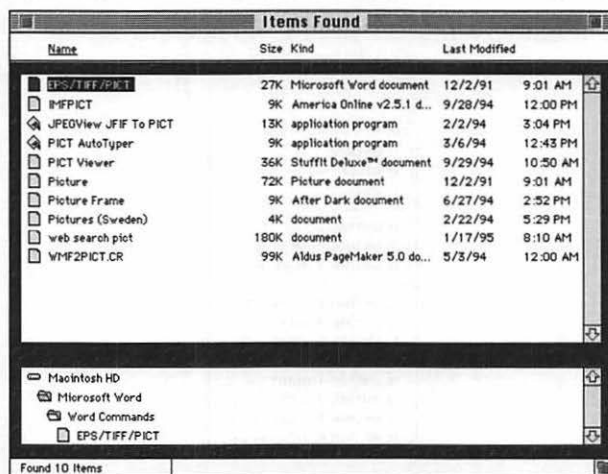 Items Found
Name Size Kind Last Modified
EPS/TIFF/PICT 27K Microsoft Word document 12/2/91 9:01 AM
IMFPICT 9K America Online v2.5.1 d... 9/28/94 12:00 PM
JPEGView JFIF To PICT 13K application program 2/2/94 3:04 PM
PICT AutoTyper 9K application program 3/6/94 12:43 PM
PICT Viewer 36K StuffIt Deluxe™ document 9/29/94 10:50 AM
Picture 72K Picture document 12/2/91 9:01 AM
Picture Frame 9K After Dark document 6/27/94 2:52 PM
Pictures (Sweden) 4K document 2/22/94 5:29 PM
web search pict 180K document 1/17/95 8:10 AM
WMF2PICT.CR 99K Aldus PageMaker 5.0 do... 5/3/94 12:00 AM
Macintosh HD
Microsoft Word
Word Commands
EPS/TIFF/PICT
Found 10 Items